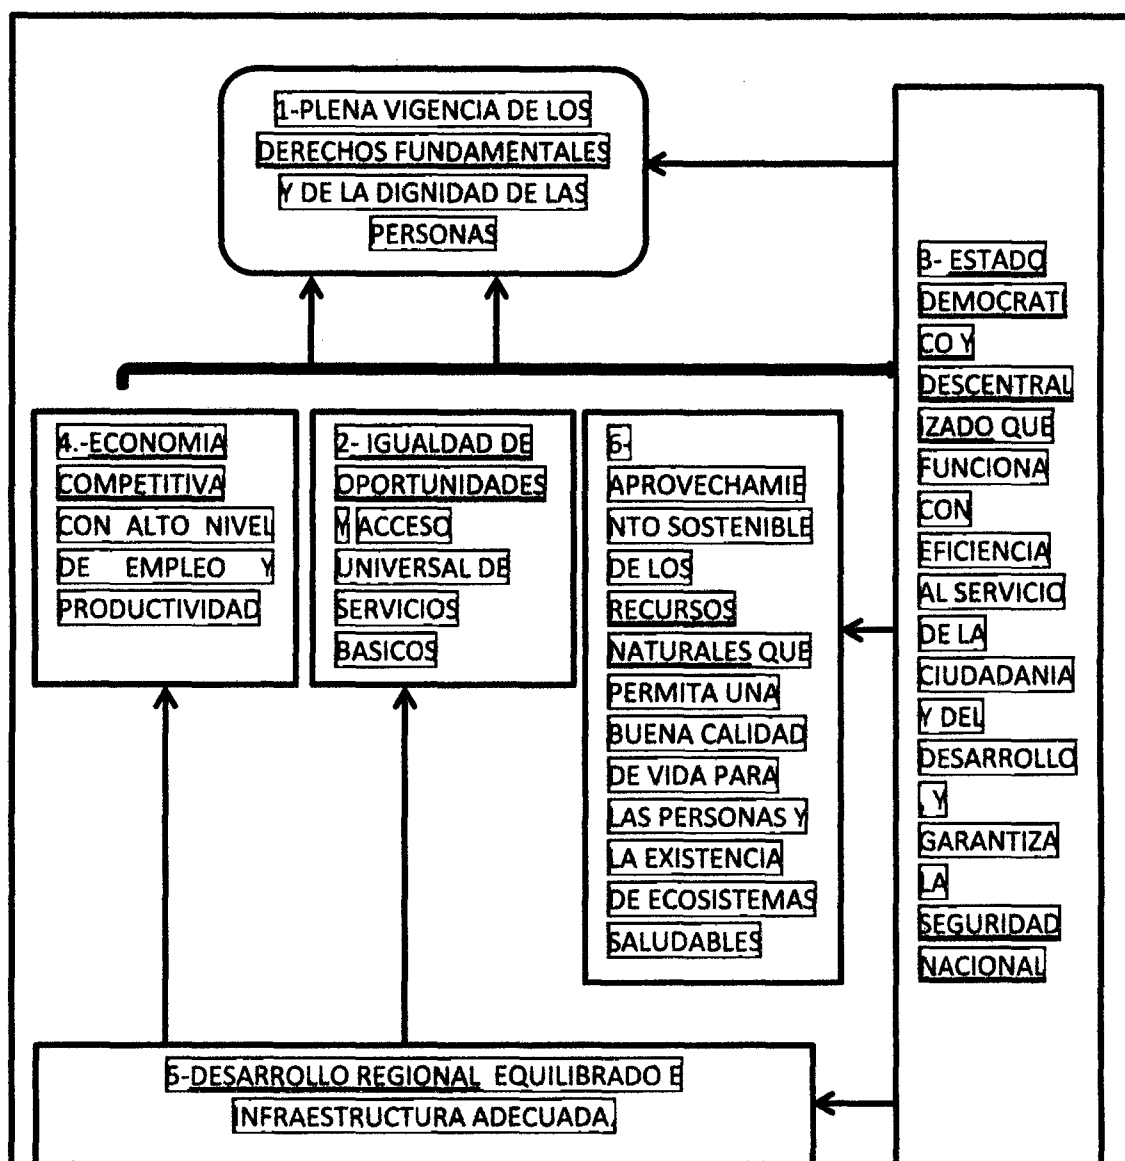 1-PLENA VIGENCIA DE LOS
DERECHOS FUNDAMENTALES
Y DE LA DIGNIDAD DE LAS
PERSONAS
4.-ECONOMIA
COMPETITIVA
CON ALTO NIVEL
DE EMPLEO Y
PRODUCTIVIDAD
2- IGUALDAD DE
OPORTUNIDADES
Y ACCESO
UNIVERSAL DE
SERVICIOS
BASICOS
6-
APROVECHAMIE
NTO SOSTENIBLE
DE LOS
RECURSOS
NATURALES QUE
PERMITA UNA
BUENA CALIDAD
DE VIDA PARA
LAS PERSONAS Y
LA EXISTENCIA
DE ECOSISTEMAS
SALUDABLES
3- ESTADO
DEMOCRATI
CO Y
DESCENTRAL
IZADO QUE
FUNCIONA
CON
EFICIENCIA
AL SERVICIO
DE LA
CIUDADANIA
Y DEL
DESARROLLO
, Y
GARANTIZA
LA
SEGURIDAD
NACIONAL
5-DESARROLLO REGIONAL EQUILIBRADO E
INFRAESTRUCTURA ADECUADA.